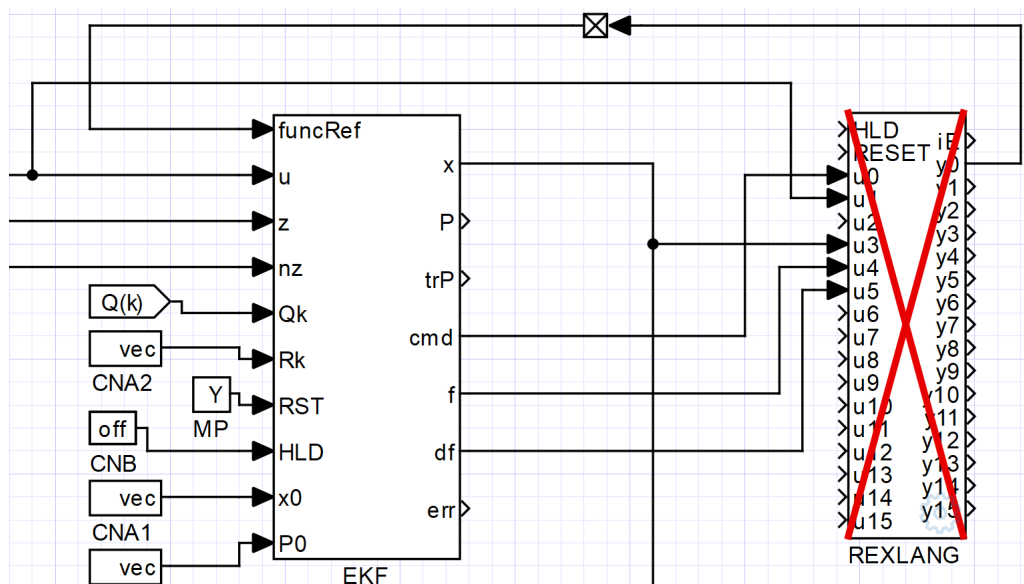 funcRef
u
z
nz
Q(k)
Qk
vec
Rk
CNA2
Y
RST
MP
off
HLD
CNB
vec
x0
CNA1
vec
P0
x
P
trP
cmd
f
df
err
EKF
HLD
RESET
u0
u1
u2
u3
u4
u5
u6
u7
u8
u9
u10
u11
u12
u13
u14
u15
iE
y0
y1
y2
y3
y4
y5
y6
y7
y8
y9
y10
y11
y12
y13
y14
y15
REXLANG